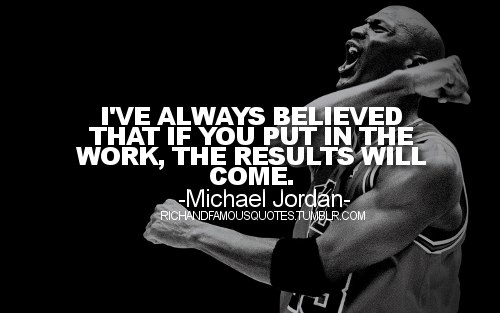 I'VE ALWAYS BELIEVED
THAT IF YOU PUT IN THE
WORK, THE RESULTS WILL
COME.
-Michael Jordan-
RICHANDFAMOUSQUOTES.TUMBLR.COM